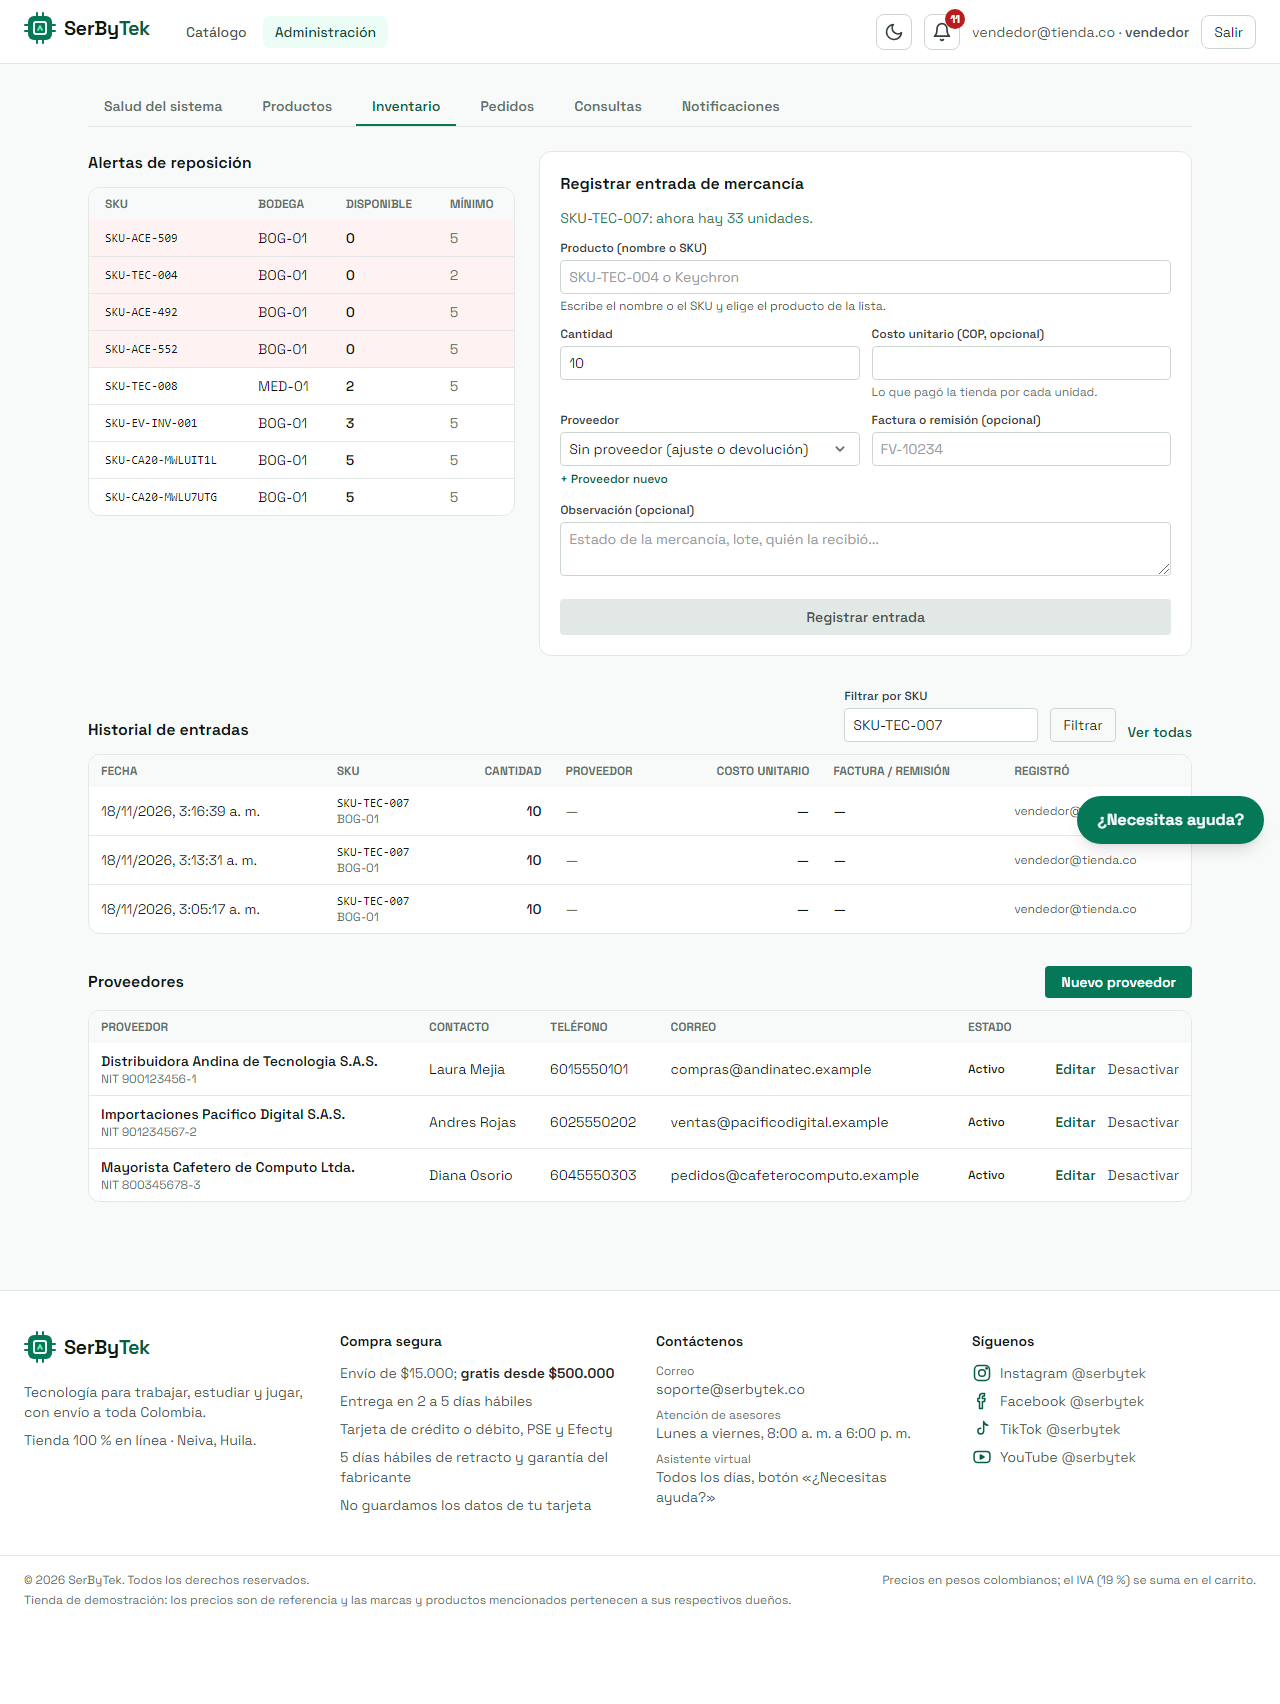 SerByTek
Catálogo
Administración
11
vendedor@tienda.co · vendedor
Salir
Salud del sistema
Productos
Inventario
Pedidos
Consultas
Notificaciones
Alertas de reposición
SKU BODEGA DISPONIBLE MÍNIMO
SKU-ACE-509 BOG-01 0 5
SKU-TEC-004 BOG-01 0 2
SKU-ACE-492 BOG-01 0 5
SKU-ACE-552 BOG-01 0 5
SKU-TEC-008 MED-01 2 5
SKU-EV-INV-001 BOG-01 3 5
SKU-CA20-MWLUIT1L BOG-01 5 5
SKU-CA20-MWLU7UTG BOG-01 5 5
Registrar entrada de mercancía
SKU-TEC-007: ahora hay 33 unidades.
Producto (nombre o SKU)
SKU-TEC-004 o Keychron
Escribe el nombre o el SKU y elige el producto de la lista.
Cantidad
10
Costo unitario (COP, opcional)
Lo que pagó la tienda por cada unidad.
Proveedor
Sin proveedor (ajuste o devolución)
+ Proveedor nuevo
Factura o remisión (opcional)
FV-10234
Observación (opcional)
Estado de la mercancía, lote, quién la recibió...
Registrar entrada
Historial de entradas
Filtrar por SKU
SKU-TEC-007
Filtrar
Ver todas
FECHA SKU CANTIDAD PROVEEDOR COSTO UNITARIO FACTURA / REMISIÓN REGISTRÓ
18/11/2026, 3:16:39 a. m. SKU-TEC-007 BOG-01 10 — — — vendedor@
18/11/2026, 3:13:31 a. m. SKU-TEC-007 BOG-01 10 — — — vendedor@tienda.co
18/11/2026, 3:05:17 a. m. SKU-TEC-007 BOG-01 10 — — — vendedor@tienda.co
¿Necesitas ayuda?
Proveedores
Nuevo proveedor
PROVEEDOR CONTACTO TELÉFONO CORREO ESTADO
Distribuidora Andina de Tecnologia S.A.S. NIT 900123456-1 Laura Mejia 6015550101 compras@andinatec.example Activo Editar Desactivar
Importaciones Pacifico Digital S.A.S. NIT 901234567-2 Andres Rojas 6025550202 ventas@pacificodigital.example Activo Editar Desactivar
Mayorista Cafetero de Computo Ltda. NIT 800345678-3 Diana Osorio 6045550303 pedidos@cafeterocomputo.example Activo Editar Desactivar
SerByTek
Tecnología para trabajar, estudiar y jugar,
con envío a toda Colombia.
Tienda 100 % en línea · Neiva, Huila.
Compra segura
Envío de $15.000; gratis desde $500.000
Entrega en 2 a 5 días hábiles
Tarjeta de crédito o débito, PSE y Efecty
5 días hábiles de retracto y garantía del
fabricante
No guardamos los datos de tu tarjeta
Contáctenos
Correo
soporte@serbytek.co
Atención de asesores
Lunes a viernes, 8:00 a. m. a 6:00 p. m.
Asistente virtual
Todos los días, botón «¿Necesitas
ayuda?»
Síguenos
Instagram @serbytek
Facebook @serbytek
TikTok @serbytek
YouTube @serbytek
© 2026 SerByTek. Todos los derechos reservados.
Precios en pesos colombianos; el IVA (19 %) se suma en el carrito.
Tienda de demostración: los precios son de referencia y las marcas y productos mencionados pertenecen a sus respectivos dueños.